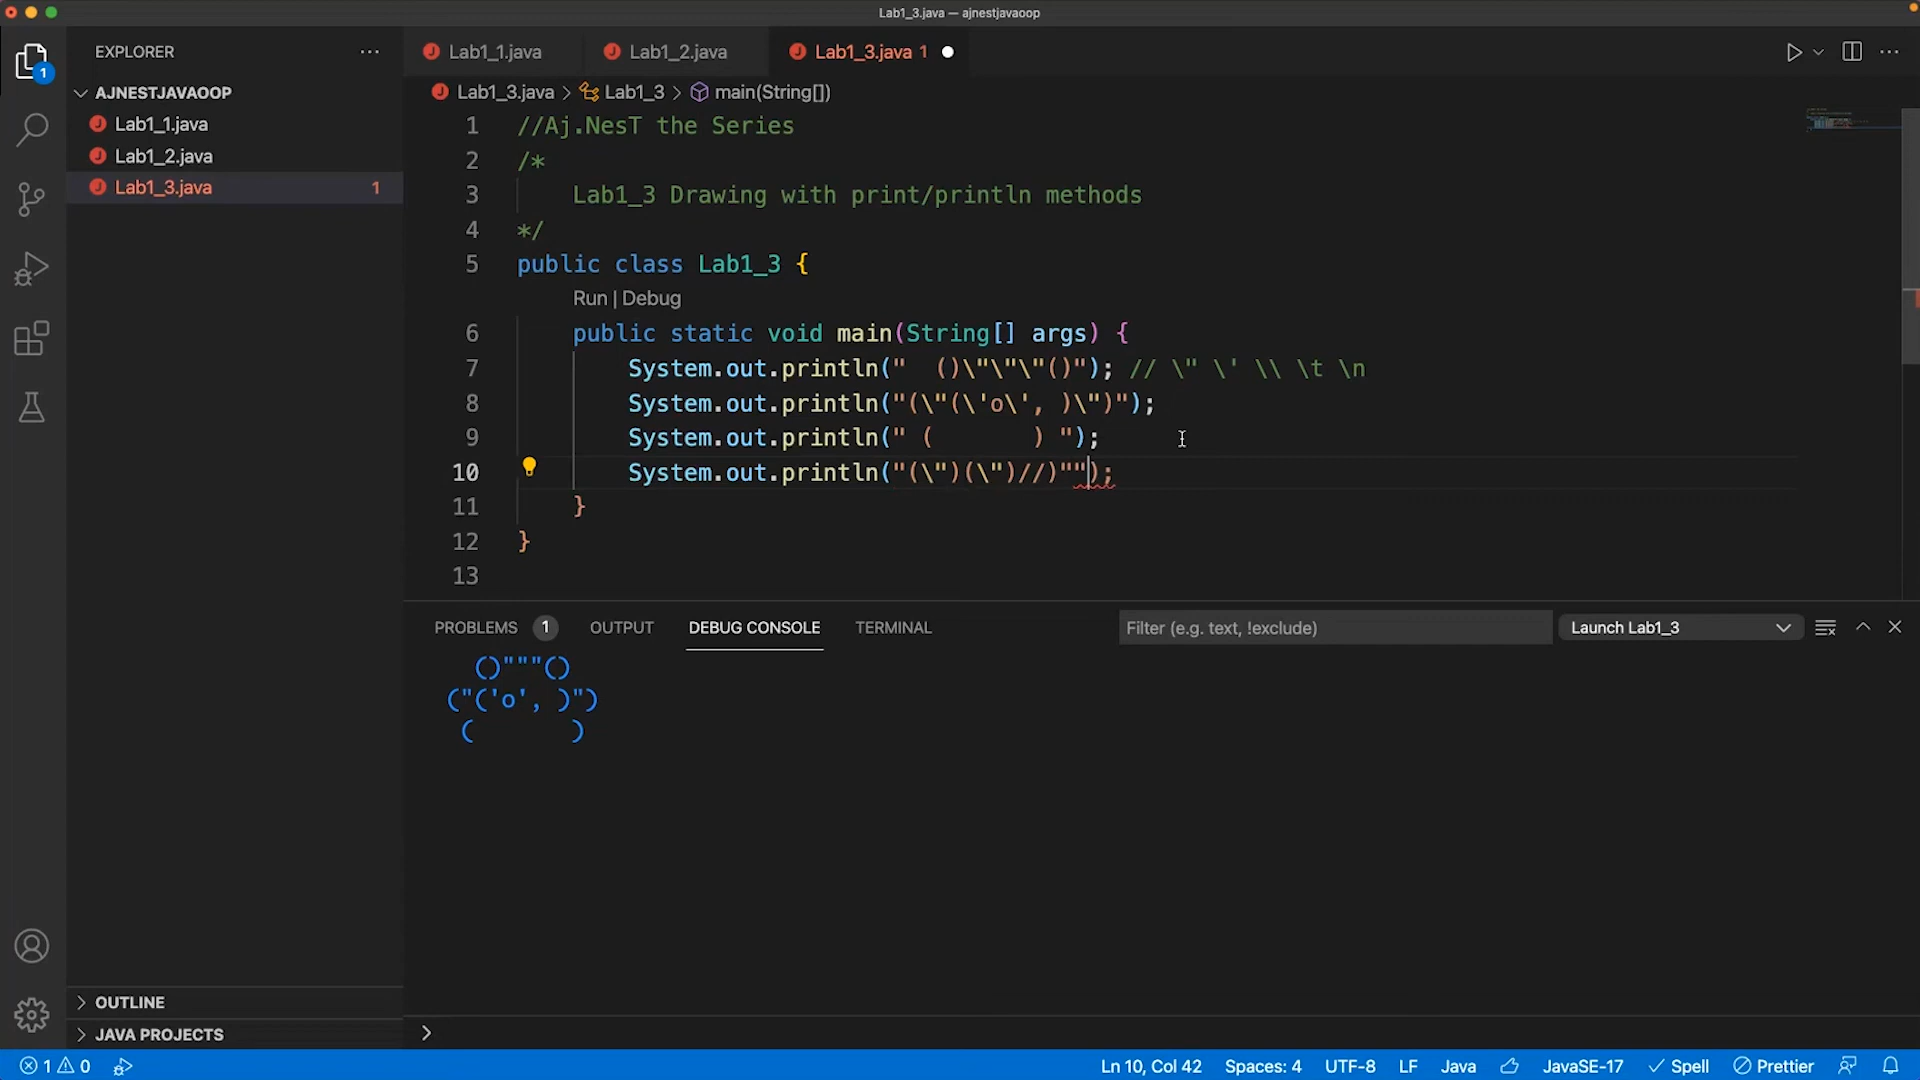 Lab1_3.java — ajnestjavaoop
1
EXPLORER
AJNESTJAVAOOP
Lab1_1.java
Lab1_2.java
Lab1_3.java 1
OUTLINE
JAVA PROJECTS
Lab1_1.java Lab1_2.java Lab1_3.java 1
Lab1_3.java > Lab1_3 > main(String[])
1 //Aj.NesT the Series
2 /*
3 Lab1_3 Drawing with print/println methods
4 */
5 public class Lab1_3 {
Run | Debug
6 public static void main(String[] args) {
7 System.out.println("  ()\"\"\"()"); // \" \' \\ \t \n
8 System.out.println("(\"(\'o\', )\")");
9 System.out.println(" (       ) ");
10 System.out.println("(\")(\")//)"");
11 }
12 }
13
PROBLEMS 1 OUTPUT DEBUG CONSOLE TERMINAL Filter (e.g. text, !exclude) Launch Lab1_3
  ()"""()
("('o', )")
 (       )
>
1 0 Ln 10, Col 42 Spaces: 4 UTF-8 LF Java JavaSE-17 Spell Prettier